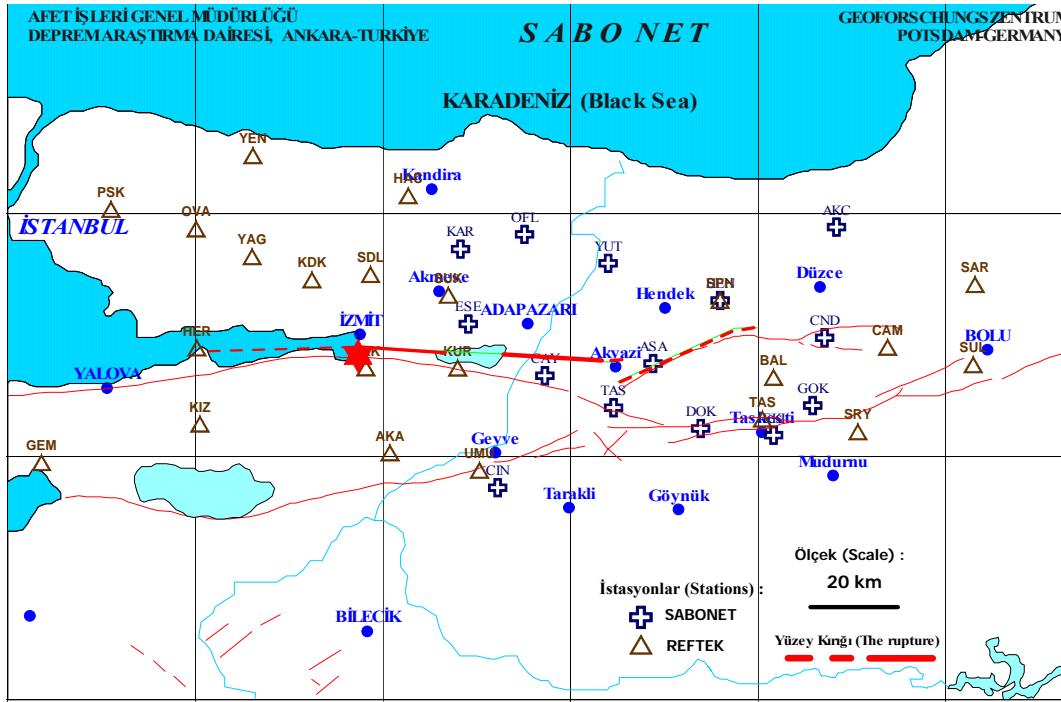 AFET İŞLERİ GENEL MÜDÜRLÜĞÜ
DEPREM ARAŞTIRMA DAİRESİ, ANKARA-TURKİYE
SABONET
GEOFORSCHUNGSZENTRUM
POTSDAM-GERMANY
KARADENİZ (Black Sea)
YEN
Kandira
HAG
PSK
OVA
İSTANBUL
OFL
AKC
KAR
YUT
YAG
KDK
SDL
SUK
SAR
Düzce
Hendek
ESE
ADAPAZARI
İZMİT
HER
CND
CAM
BOLU
SUL
KUR
CAY
Akyazi
ASA
BAL
YALOVA
TAS
GOK
KIZ
DOK
TAS
SRY
GEM
AKA
Geyve
UMU
CIN
Mudurnu
Tarakli
Göynük
Ölçek (Scale) :
20 km
İstasyonlar (Stations) :
SABONET
REFTEK
BİLECİK
Yüzey Kırığı (The rupture)